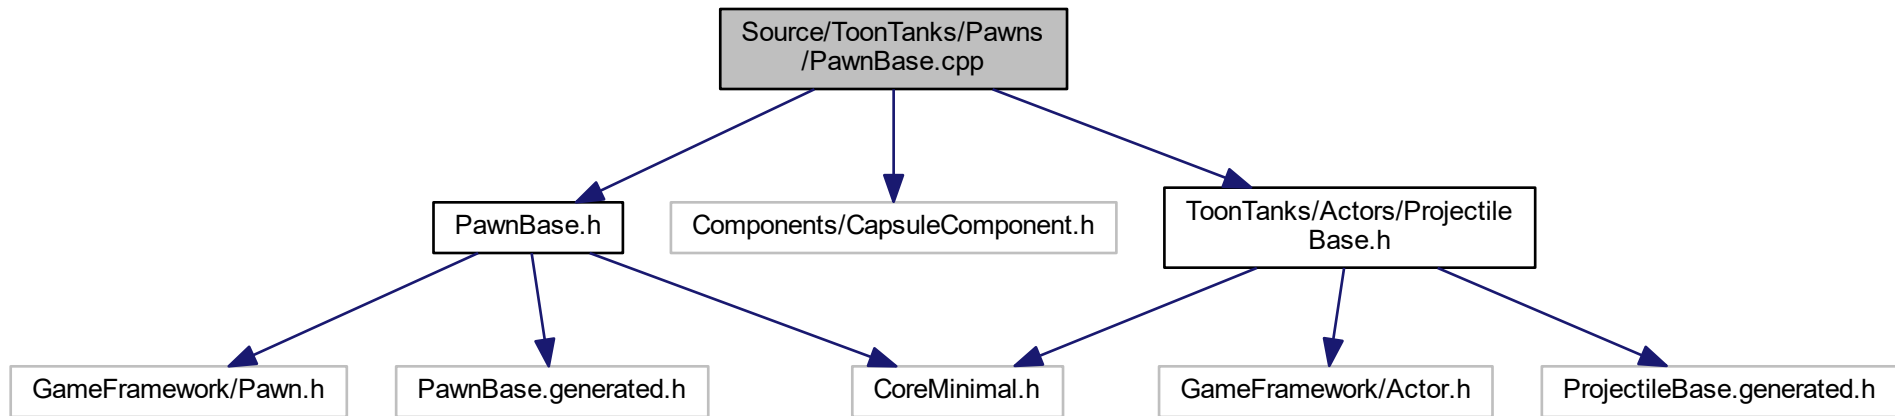 Source/ToonTanks/Pawns
/PawnBase.cpp
PawnBase.h
Components/CapsuleComponent.h
ToonTanks/Actors/Projectile
Base.h
GameFramework/Pawn.h
PawnBase.generated.h
CoreMinimal.h
GameFramework/Actor.h
ProjectileBase.generated.h